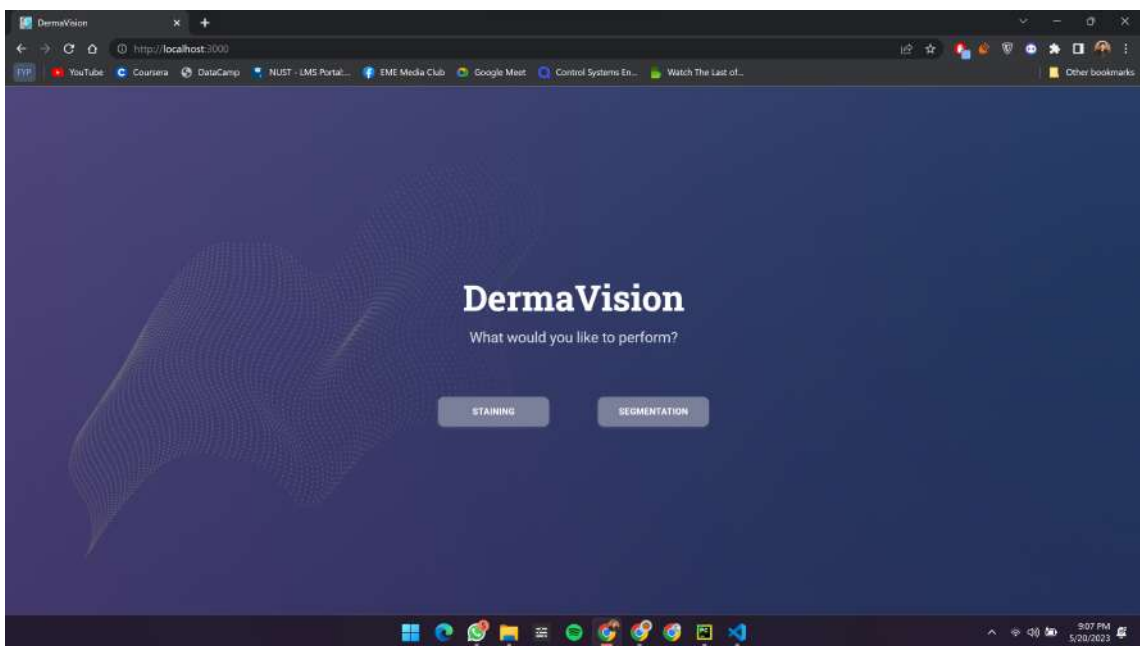 DermaVision
http://localhost:3000
FYP YouTube Coursera DataCamp NUST - LMS Portal:... EME Media Club Google Meet Control Systems En... Watch The Last of... Other bookmarks
DermaVision
What would you like to perform?
STAINING SEGMENTATION
9:07 PM
5/20/2023